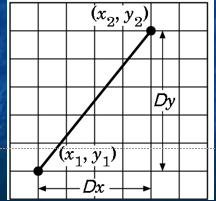 (x₂, y₂)
Dy
(x₁, y₁)
Dx